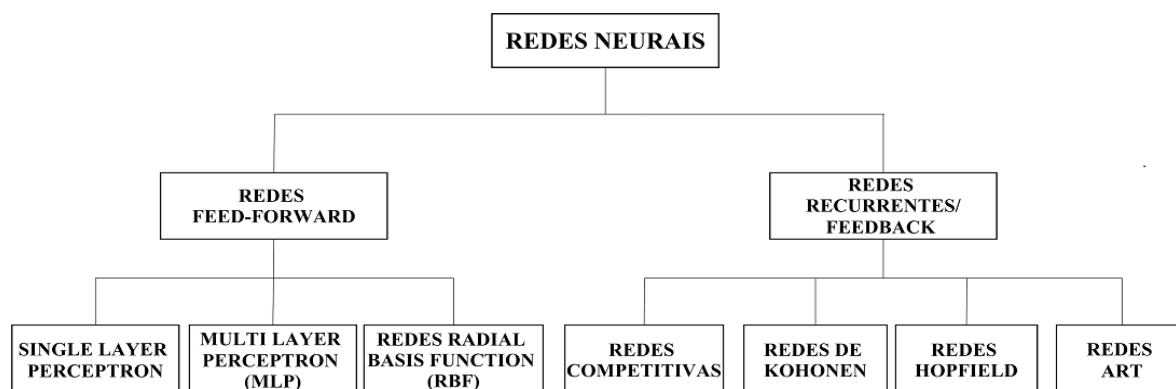 REDES NEURAIS
REDES
FEED-FORWARD
REDES
RECURRENTES/
FEEDBACK
SINGLE LAYER
PERCEPTRON
MULTI LAYER
PERCEPTRON
(MLP)
REDES RADIAL
BASIS FUNCTION
(RBF)
REDES
COMPETITIVAS
REDES DE
KOHONEN
REDES
HOPFIELD
REDES
ART